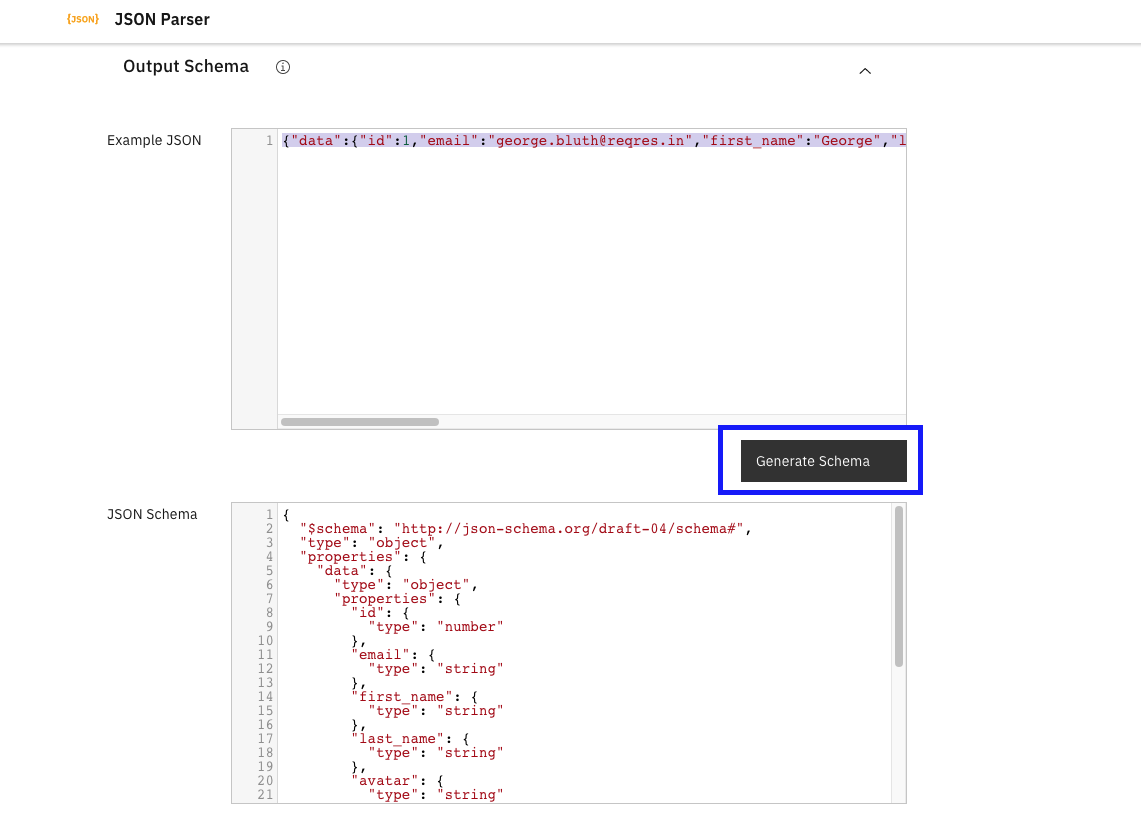 {JSON} JSON Parser
Output Schema
Example JSON
1 {"data":{"id":1,"email":"george.bluth@reqres.in","first_name":"George","l
Generate Schema
JSON Schema
1 {
2 "$schema": "http://json-schema.org/draft-04/schema#",
3 "type": "object",
4 "properties": {
5 "data": {
6 "type": "object",
7 "properties": {
8 "id": {
9 "type": "number"
10 },
11 "email": {
12 "type": "string"
13 },
14 "first_name": {
15 "type": "string"
16 },
17 "last_name": {
18 "type": "string"
19 },
20 "avatar": {
21 "type": "string"